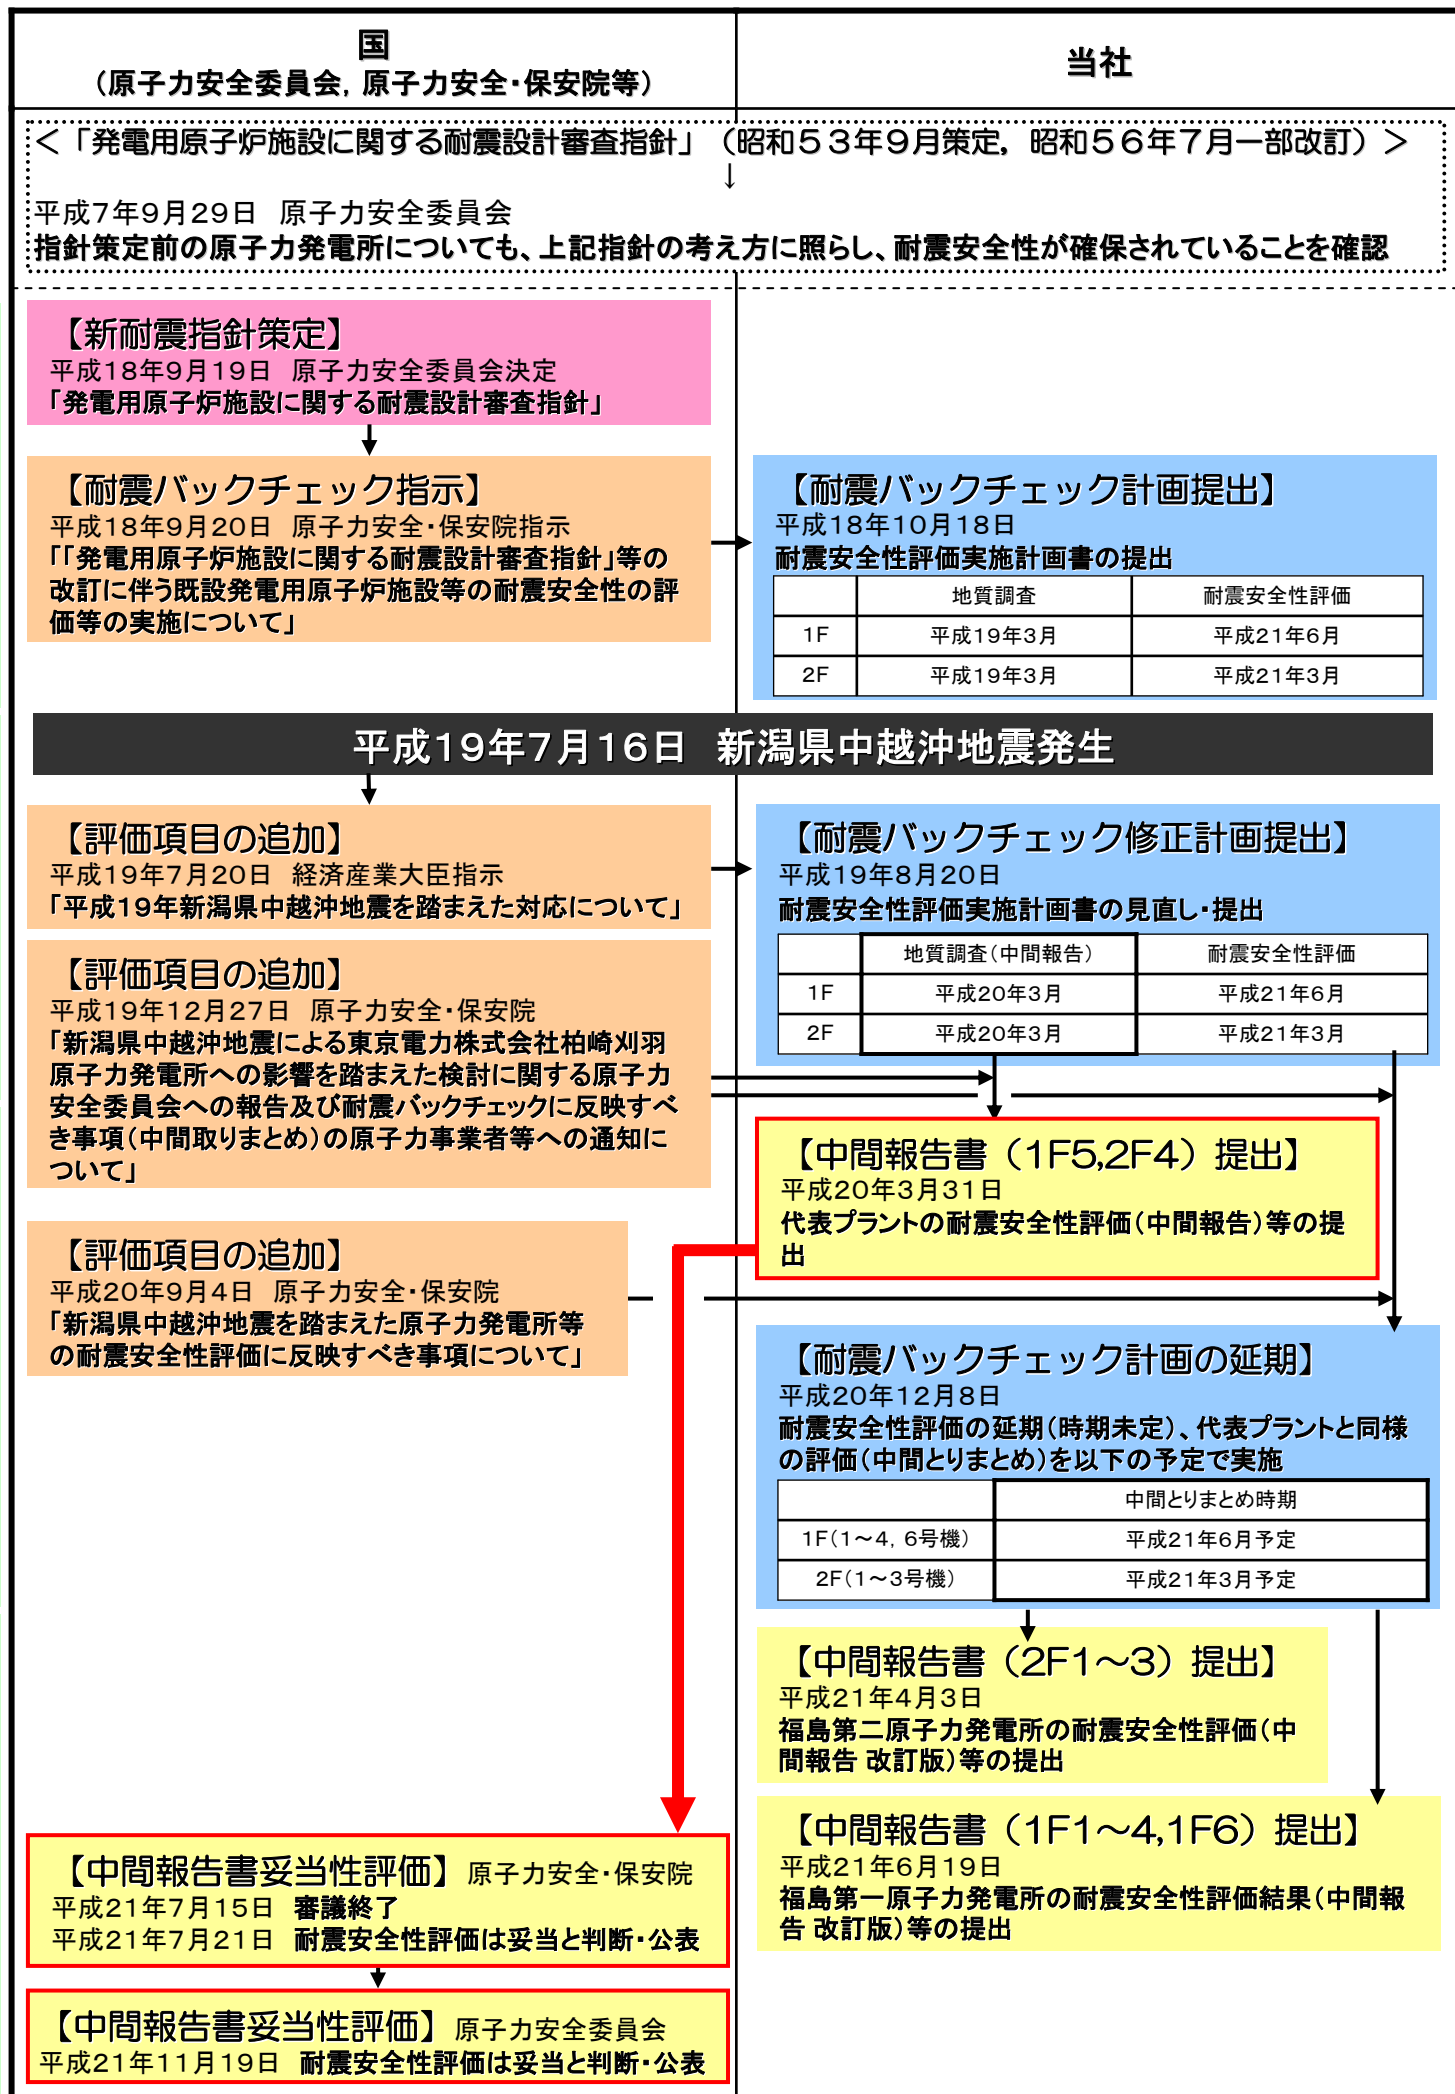 国
（原子力安全委員会，原子力安全・保安院等）
当社
＜「発電用原子炉施設に関する耐震設計審査指針」（昭和５３年９月策定，昭和５６年７月一部改訂）＞
↓
平成7年9月29日　原子力安全委員会
指針策定前の原子力発電所についても、上記指針の考え方に照らし、耐震安全性が確保されていることを確認
【新耐震指針策定】
平成18年9月19日　原子力安全委員会決定
「発電用原子炉施設に関する耐震設計審査指針」
【耐震バックチェック指示】
平成18年9月20日　原子力安全・保安院指示
「「発電用原子炉施設に関する耐震設計審査指針」等の
改訂に伴う既設発電用原子炉施設等の耐震安全性の評
価等の実施について」
【耐震バックチェック計画提出】
平成18年10月18日
耐震安全性評価実施計画書の提出
地質調査　耐震安全性評価
1F　平成19年3月　平成21年6月
2F　平成19年3月　平成21年3月
平成19年7月16日　新潟県中越沖地震発生
【評価項目の追加】
平成19年7月20日　経済産業大臣指示
「平成19年新潟県中越沖地震を踏まえた対応について」
【耐震バックチェック修正計画提出】
平成19年8月20日
耐震安全性評価実施計画書の見直し・提出
地質調査（中間報告）　耐震安全性評価
1F　平成20年3月　平成21年6月
2F　平成20年3月　平成21年3月
【評価項目の追加】
平成19年12月27日　原子力安全・保安院
「新潟県中越沖地震による東京電力株式会社柏崎刈羽
原子力発電所への影響を踏まえた検討に関する原子力
安全委員会への報告及び耐震バックチェックに反映すべ
き事項（中間取りまとめ）の原子力事業者等への通知に
ついて」
【中間報告書（1F5,2F4）提出】
平成20年3月31日
代表プラントの耐震安全性評価（中間報告）等の提
出
【評価項目の追加】
平成20年9月4日　原子力安全・保安院
「新潟県中越沖地震を踏まえた原子力発電所等
の耐震安全性評価に反映すべき事項について」
【耐震バックチェック計画の延期】
平成20年12月8日
耐震安全性評価の延期（時期未定）、代表プラントと同様
の評価（中間とりまとめ）を以下の予定で実施
中間とりまとめ時期
1F（1～4，6号機）　平成21年6月予定
2F（1～3号機）　平成21年3月予定
【中間報告書（2F1～3）提出】
平成21年4月3日
福島第二原子力発電所の耐震安全性評価（中
間報告 改訂版）等の提出
【中間報告書（1F1～4,1F6）提出】
平成21年6月19日
福島第一原子力発電所の耐震安全性評価結果（中間報
告 改訂版）等の提出
【中間報告書妥当性評価】原子力安全・保安院
平成21年7月15日　審議終了
平成21年7月21日　耐震安全性評価は妥当と判断・公表
【中間報告書妥当性評価】原子力安全委員会
平成21年11月19日　耐震安全性評価は妥当と判断・公表